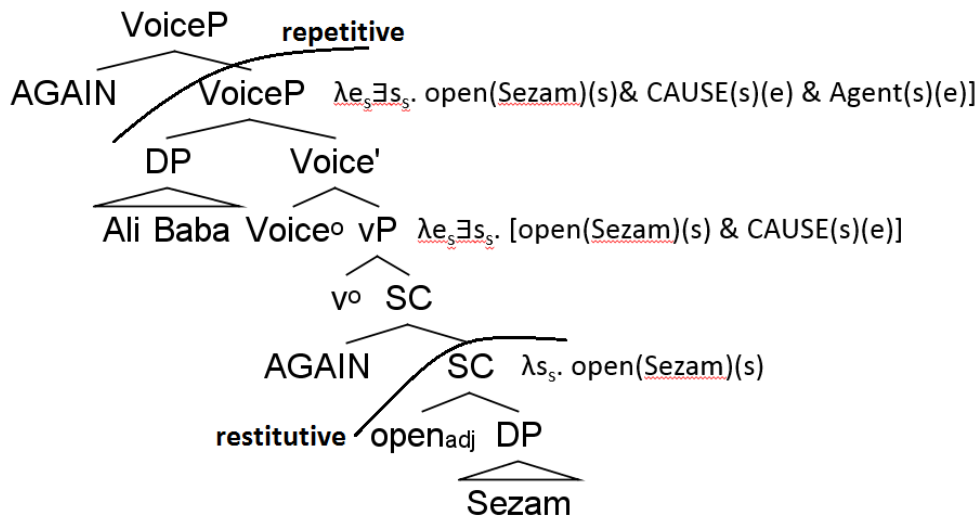 VoiceP
repetitive
AGAIN VoiceP λeₛ∃sₛ. open(Sezam)(s)& CAUSE(s)(e) & Agent(s)(e)]
DP Voice'
Ali Baba Voiceᵒ vP λeₛ∃sₛ. [open(Sezam)(s) & CAUSE(s)(e)]
vᵒ SC
AGAIN SC λsₛ. open(Sezam)(s)
restitutive openadj DP
Sezam